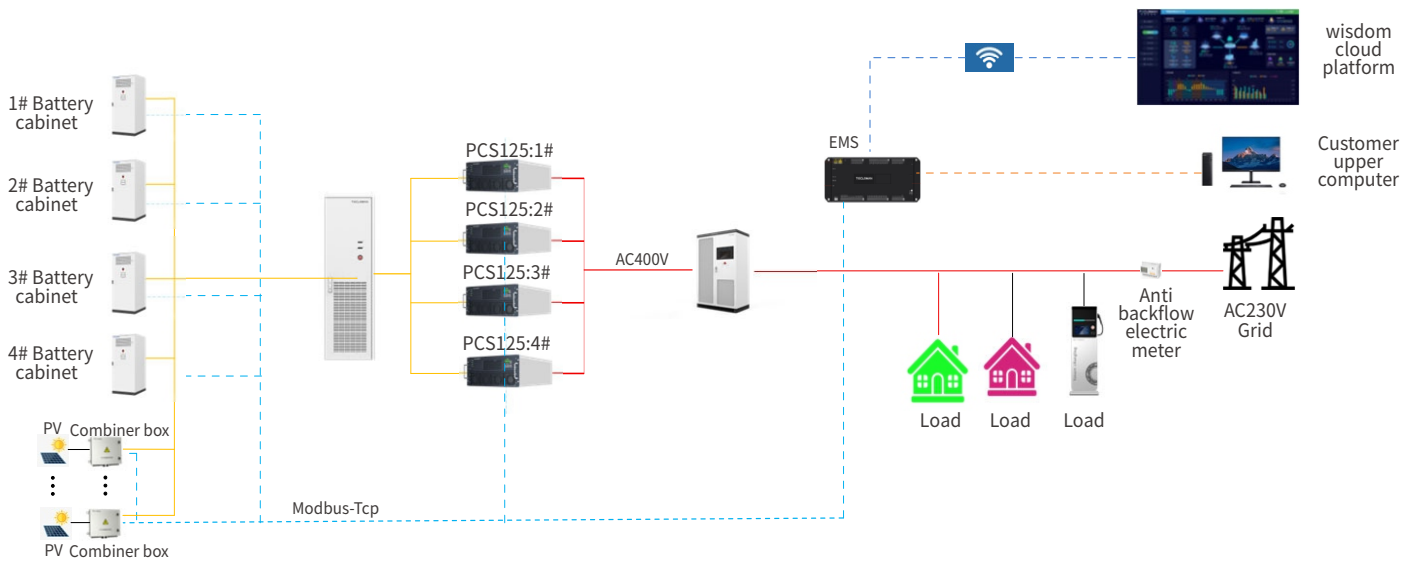 wisdom
cloud
platform
1# Battery
cabinet
2# Battery
cabinet
3# Battery
cabinet
4# Battery
cabinet
PCS125:1#
PCS125:2#
PCS125:3#
PCS125:4#
EMS
Customer
upper
computer
AC400V
Anti
backflow
electric
meter
AC230V
Grid
Load
Load
Load
PV Combiner box
Modbus-Tcp
PV Combiner box